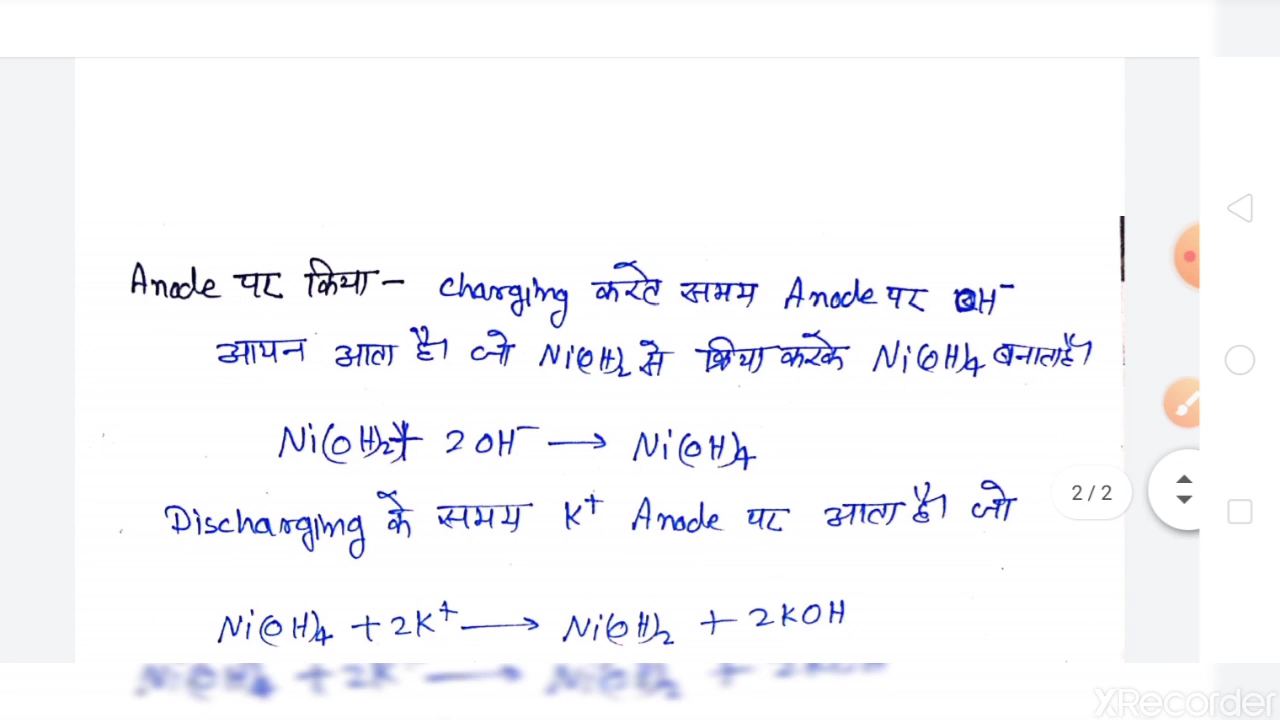 Anode पर क्रिया - Charging करते समय Anode पर OH⁻
आयन आता है। जो Ni(OH)₂ से क्रिया करके Ni(OH)₄ बनाता है।
Ni(OH)₂ + 2OH⁻ ⟶ Ni(OH)₄
Discharging के समय K⁺ Anode पर आता है। जो
2/2
Ni(OH)₄ + 2K⁺ ⟶ Ni(OH)₂ + 2KOH
XRecorder